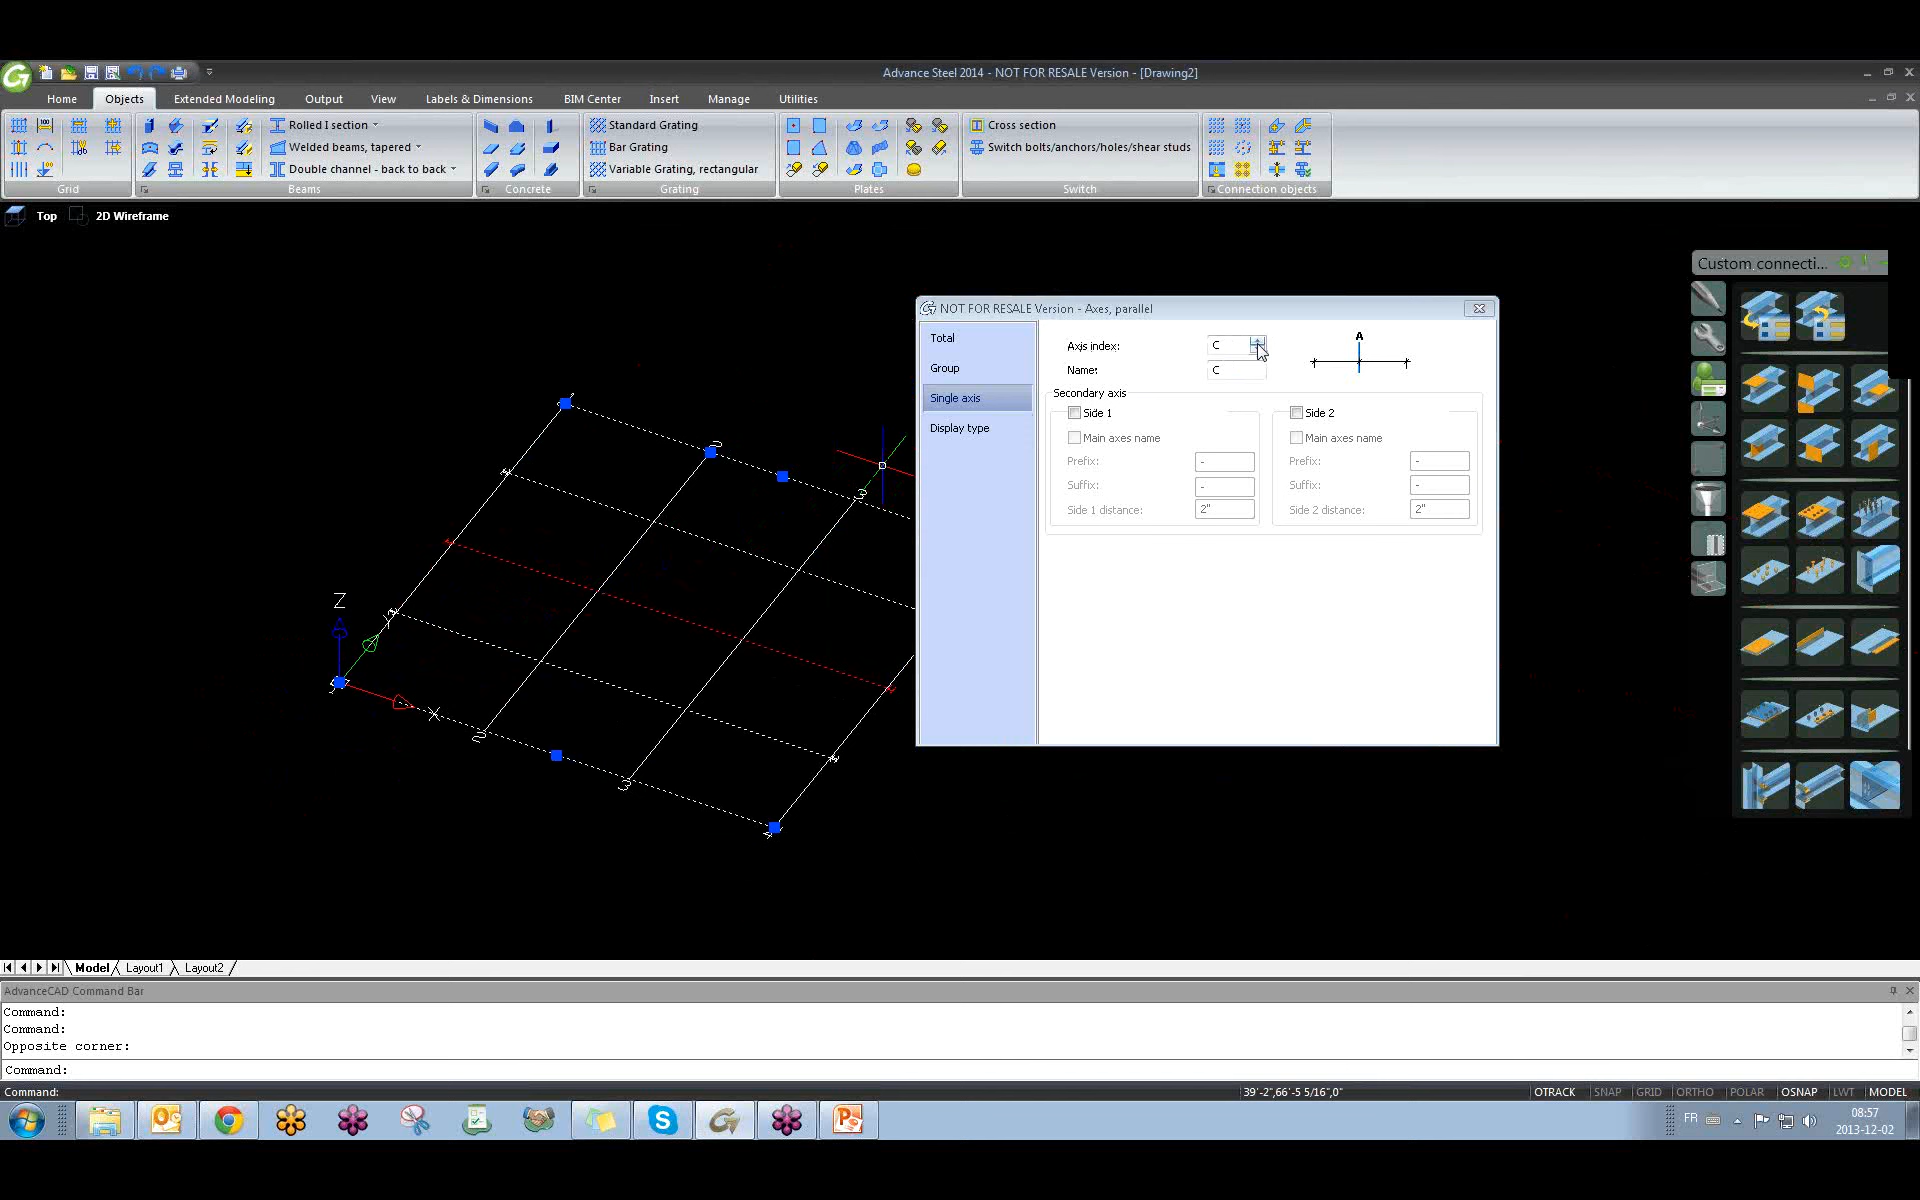 Advance Steel 2014 - NOT FOR RESALE Version - [Drawing2]
Home Objects Extended Modeling Output View Labels & Dimensions BIM Center Insert Manage Utilities
Rolled I section Standard Grating Cross section
Welded beams, tapered Bar Grating Switch bolts/anchors/holes/shear studs
Double channel - back to back Variable Grating, rectangular
Grid Beams Concrete Grating Plates Switch Connection objects
Top 2D Wireframe
Custom connecti...
NOT FOR RESALE Version - Axes, parallel
Total
Group
Single axis
Display type
Axis index: C
A
Name: C
Secondary axis
Side 1 Side 2
Main axes name Main axes name
Prefix: - Prefix: -
Suffix: - Suffix: -
Side 1 distance: 2" Side 2 distance: 2"
2
3
Z
Y
X
2
3
4
Model Layout1 Layout2
AdvanceCAD Command Bar
Command:
Command:
Opposite corner:
Command:
Command: 39'-2",66'-5 5/16",0" OTRACK SNAP GRID ORTHO POLAR OSNAP LWT MODEL
FR 08:57
2013-12-02